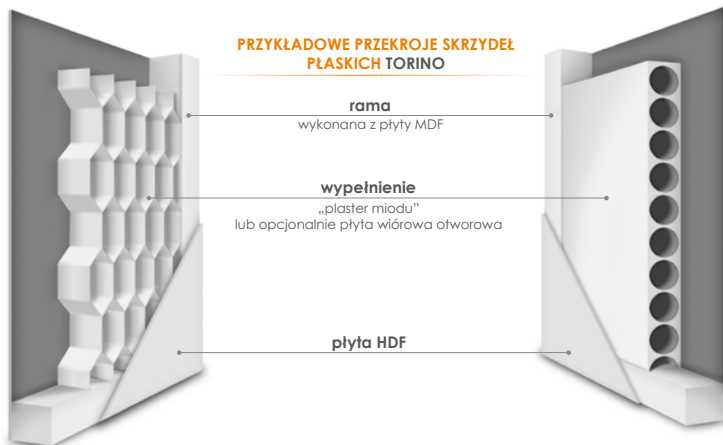 PRZYKŁADOWE PRZEKROJE SKRZYDEŁ
PŁASKICH TORINO
rama
wykonana z płyty MDF
wypełnienie
„plaster miodu”
lub opcjonalnie płyta wiórowa otworowa
płyta HDF